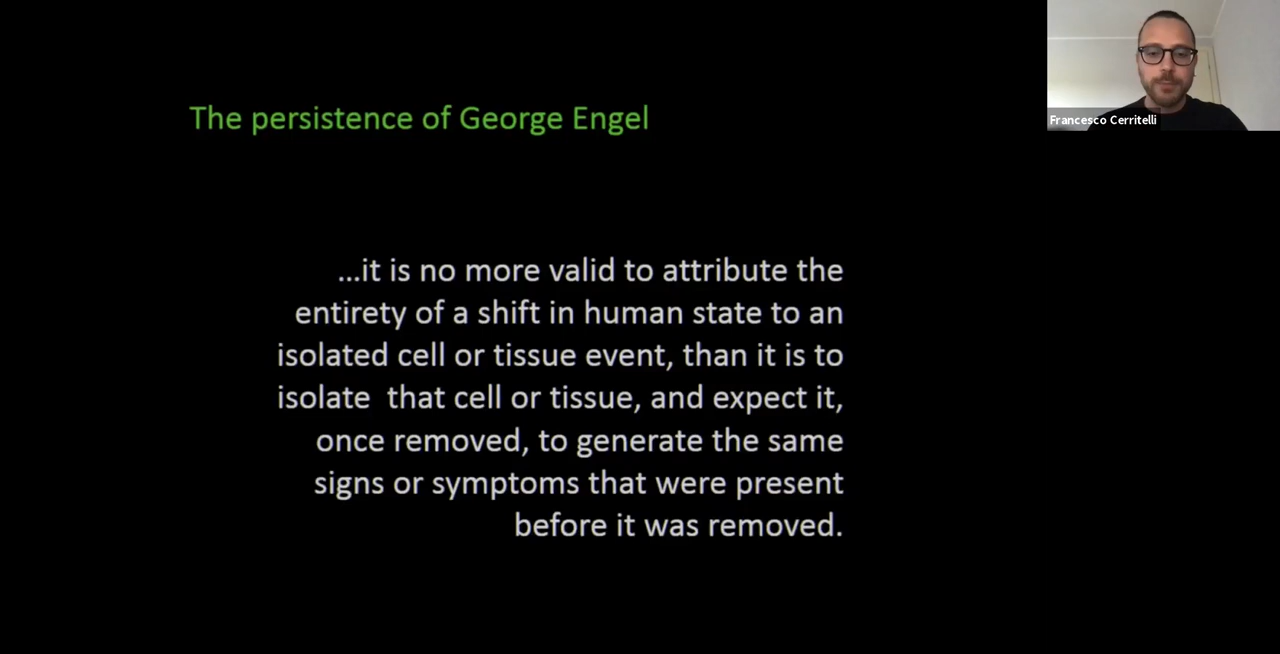 The persistence of George Engel
Francesco Cerritelli
...it is no more valid to attribute the
entirety of a shift in human state to an
isolated cell or tissue event, than it is to
isolate  that cell or tissue, and expect it,
once removed, to generate the same
signs or symptoms that were present
before it was removed.